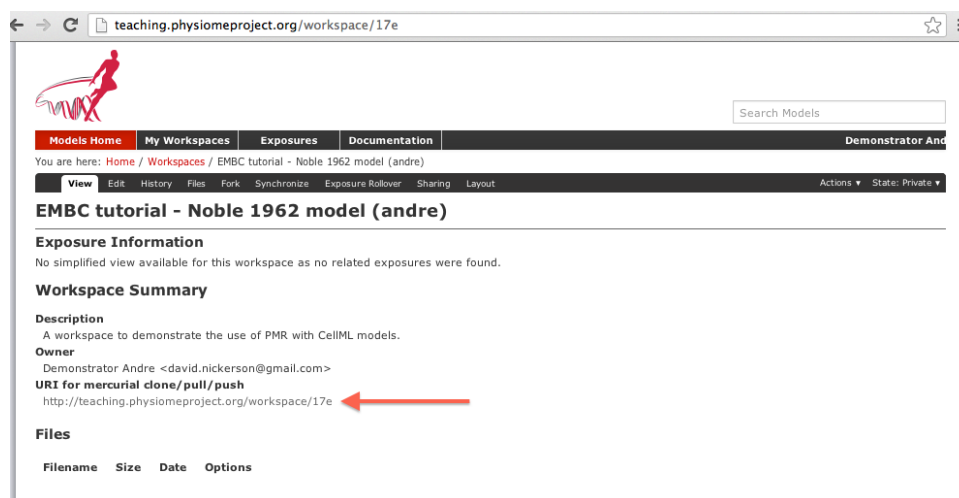 teaching.physiomeproject.org/workspace/17e
Search Models
Models Home My Workspaces Exposures Documentation Demonstrator And
You are here: Home / Workspaces / EMBC tutorial - Noble 1962 model (andre)
View Edit History Files Fork Synchronize Exposure Rollover Sharing Layout Actions ▼ State: Private ▼
EMBC tutorial - Noble 1962 model (andre)
Exposure Information
No simplified view available for this workspace as no related exposures were found.
Workspace Summary
Description
A workspace to demonstrate the use of PMR with CellML models.
Owner
Demonstrator Andre <david.nickerson@gmail.com>
URI for mercurial clone/pull/push
http://teaching.physiomeproject.org/workspace/17e
Files
Filename Size Date Options